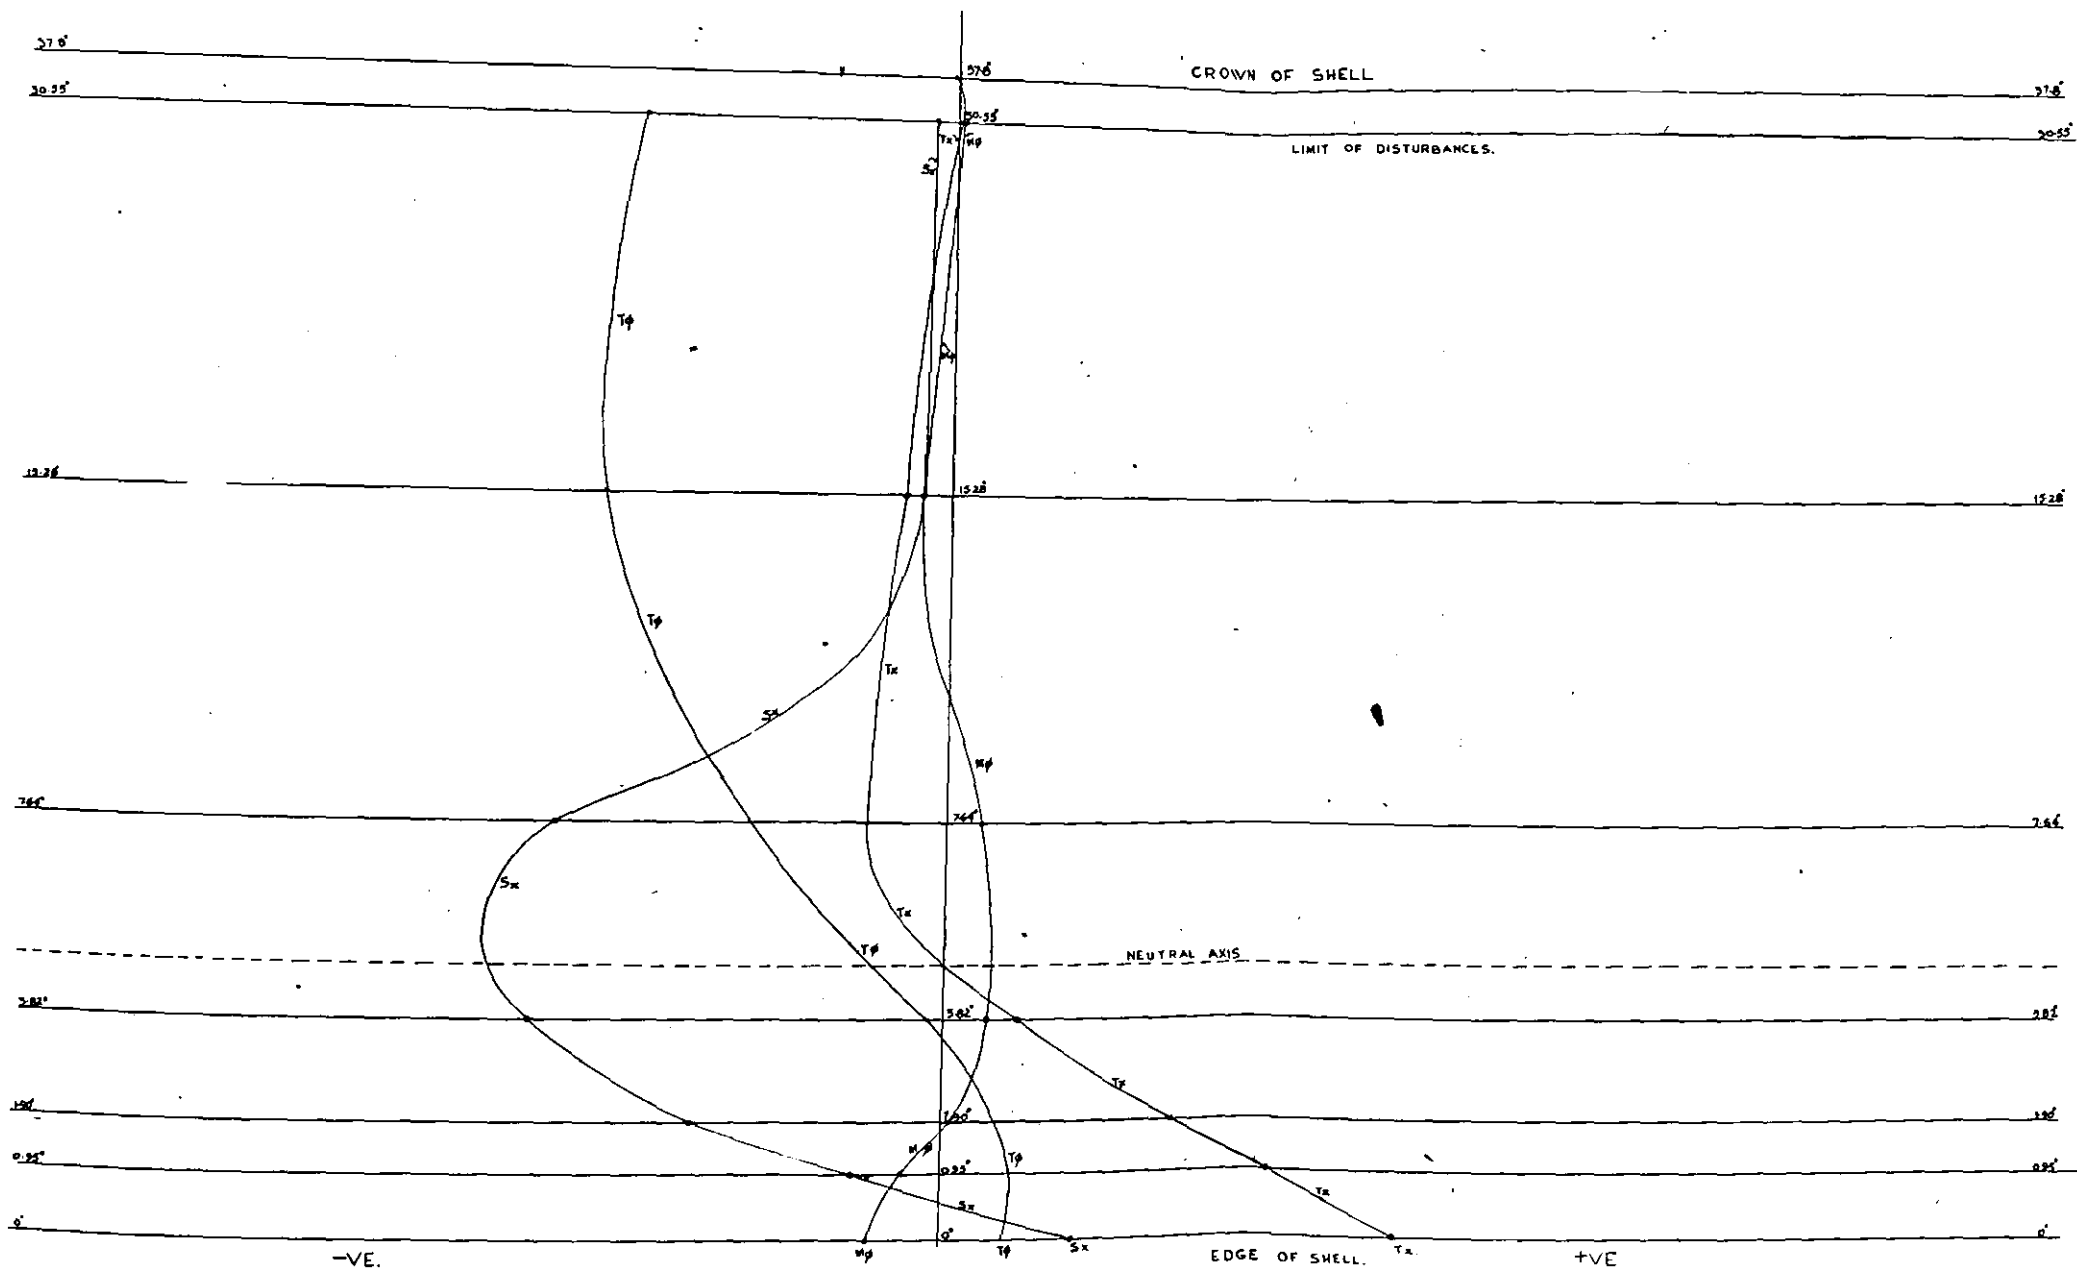 37·8°
37·8°
CROWN OF SHELL
37·8°
30.55°
30·55°
30·55°
Tx
Mφ
LIMIT OF DISTURBANCES.
Tφ
Mφ
15·28°
15·28°
15·28°
Tφ
Tx
Sx
Mφ
7·64°
7·64°
7·64°
Sx
Tx
Tφ
NEUTRAL AXIS
3·82°
3·82°
3·82°
Tx
1·90°
1·90°
1·90°
Mφ
Tφ
0·95°
0·95°
0·95°
Tx
Sx
0°
0°
0°
Mφ
Tφ
Sx
Tx.
-VE.
EDGE OF SHELL.
+VE